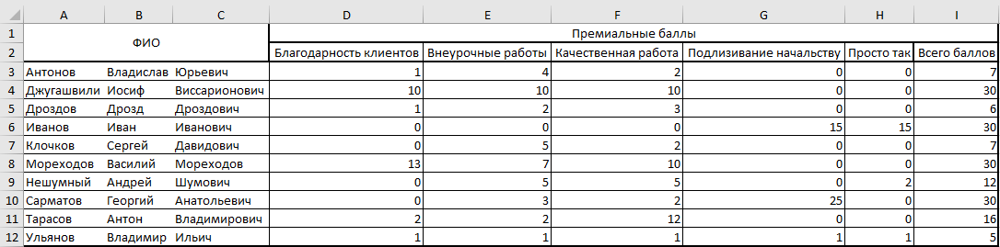 A B C D E F G H I
1 ФИО Премиальные баллы
2 Благодарность клиентов Внеурочные работы Качественная работа Подлизивание начальству Просто так Всего баллов
3 Антонов Владислав Юрьевич 1 4 2 0 0 7
4 Джугашвили Иосиф Виссарионович 10 10 10 0 0 30
5 Дроздов Дрозд Дроздович 1 2 3 0 0 6
6 Иванов Иван Иванович 0 0 0 15 15 30
7 Клочков Сергей Давидович 0 5 2 0 0 7
8 Мореходов Василий Мореходов 13 7 10 0 0 30
9 Нешумный Андрей Шумович 0 5 5 0 2 12
10 Сарматов Георгий Анатольевич 0 3 2 25 0 30
11 Тарасов Антон Владимирович 2 2 12 0 0 16
12 Ульянов Владимир Ильич 1 1 1 1 1 5